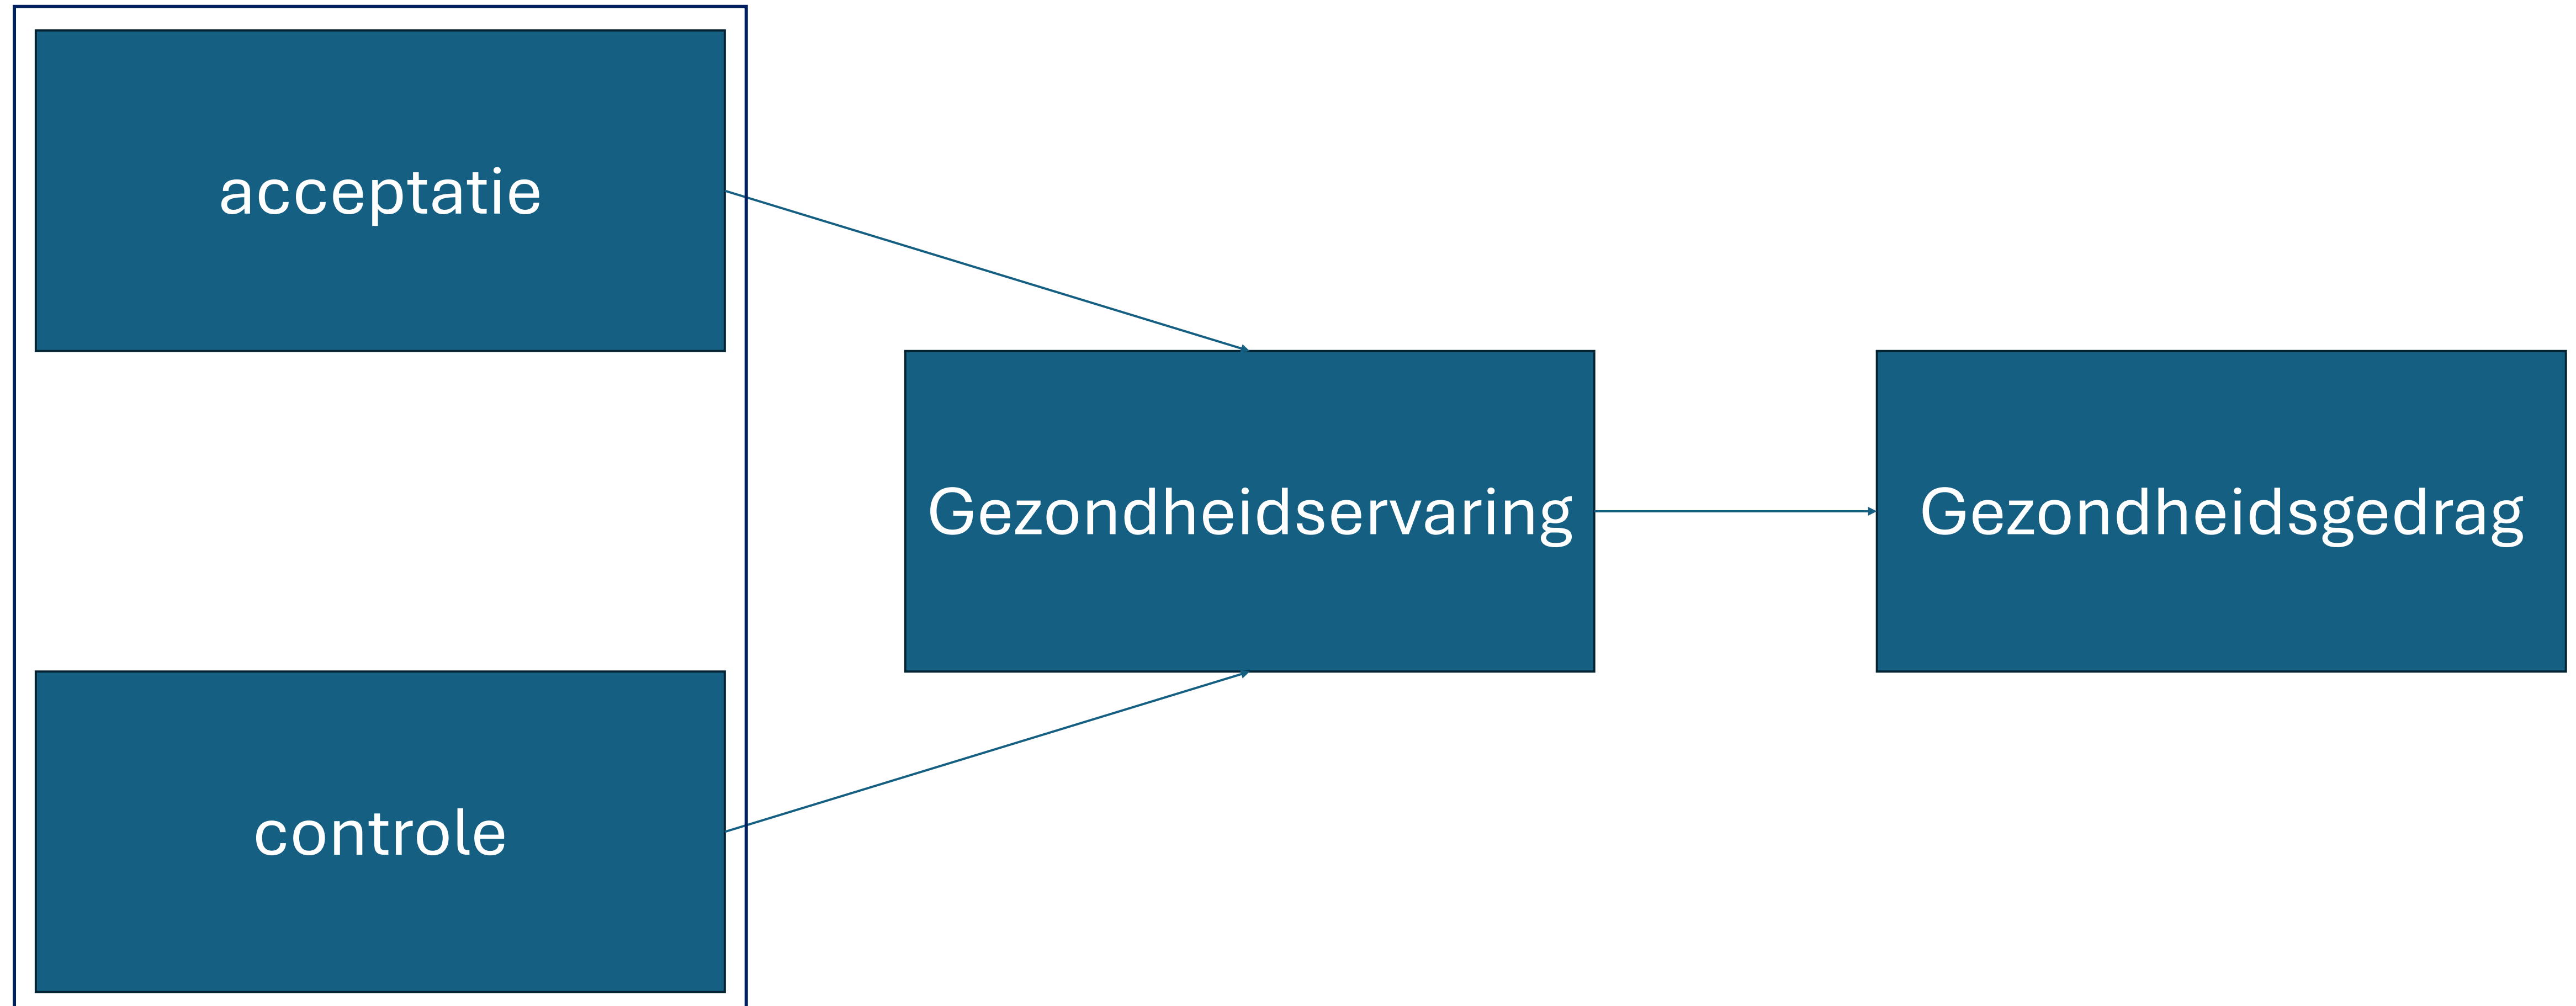 acceptatie
Gezondheidservaring
Gezondheidsgedrag
controle